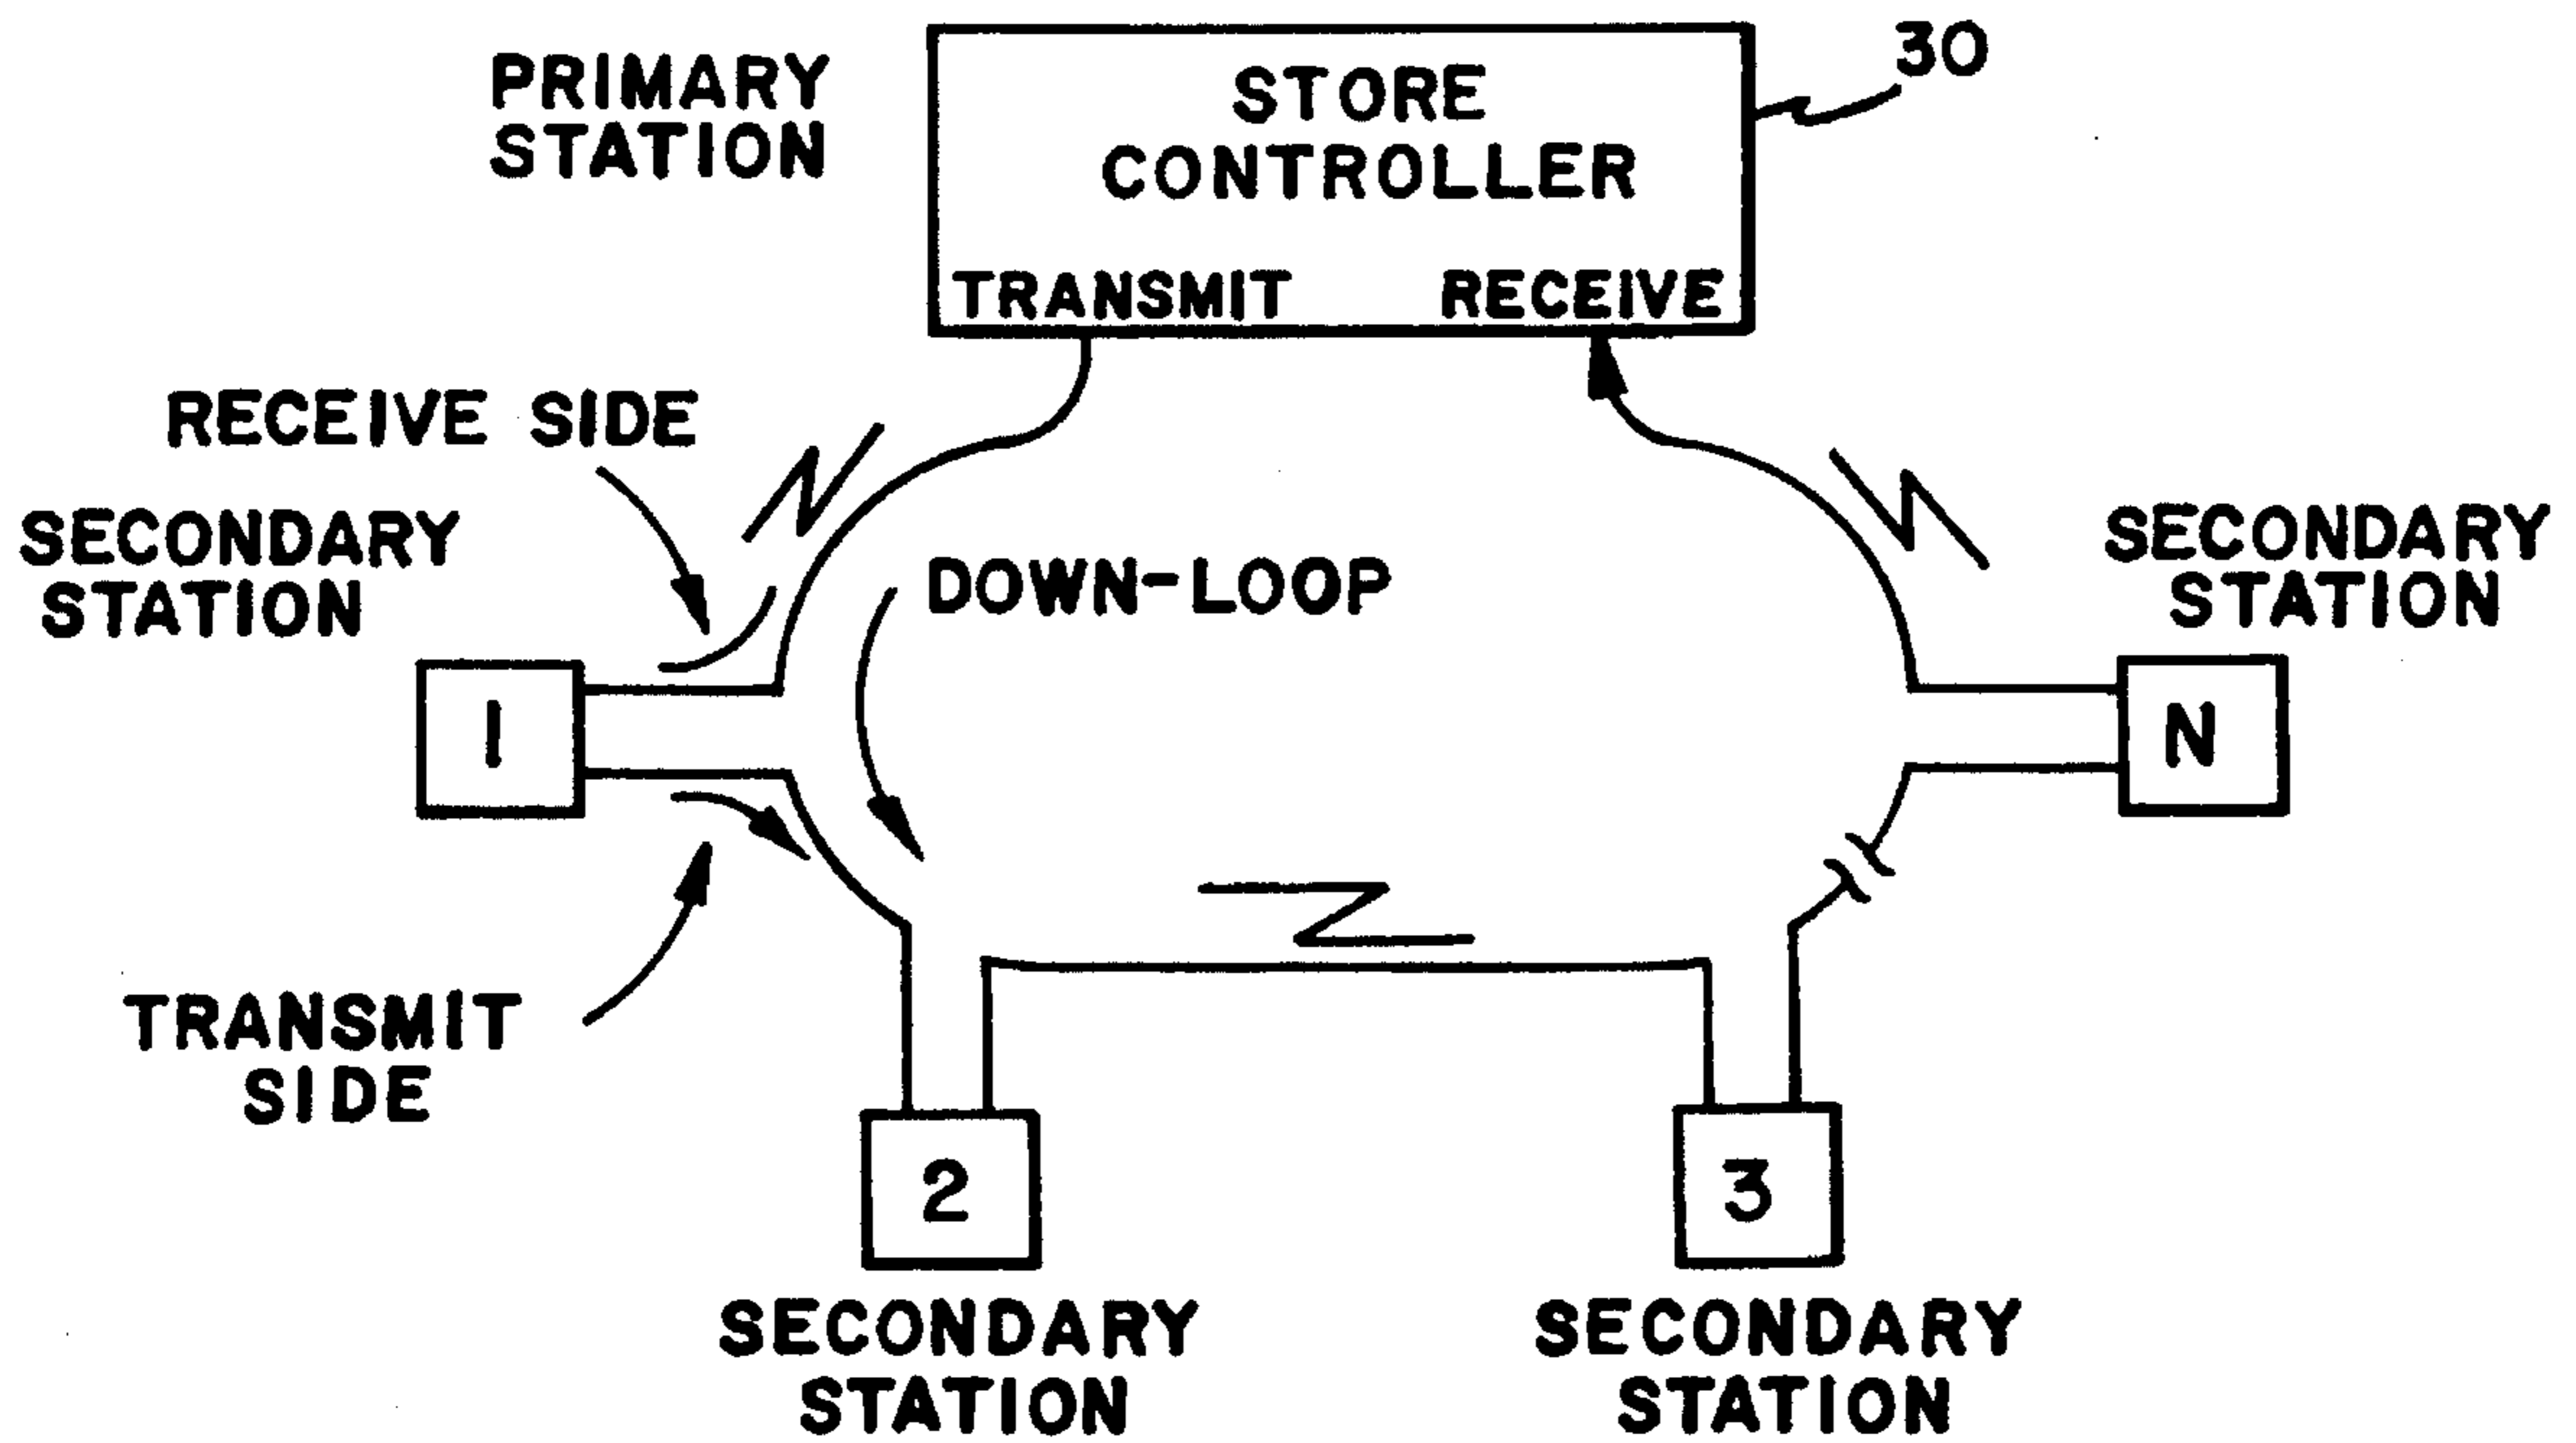 PRIMARY
STATION
STORE
CONTROLLER
TRANSMIT RECEIVE
30
RECEIVE SIDE
SECONDARY
STATION
DOWN-LOOP
SECONDARY
STATION
1
N
TRANSMIT
SIDE
2
3
SECONDARY
STATION
SECONDARY
STATION